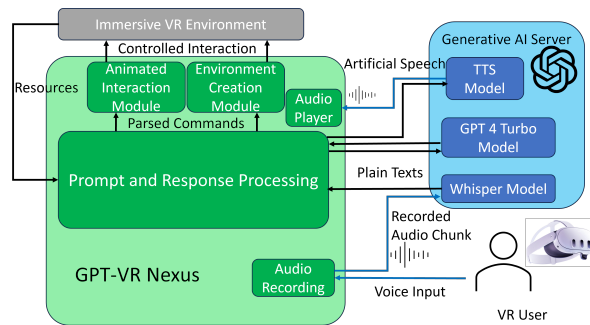 Immersive VR Environment
Controlled Interaction
Generative AI Server
Resources
Animated
Interaction
Module
Environment
Creation
Module
Audio
Player
Artificial Speech
TTS
Model
Parsed Commands
GPT 4 Turbo
Model
Prompt and Response Processing
Plain Texts
Whisper Model
Recorded
Audio Chunk
GPT-VR Nexus
Audio
Recording
Voice Input
VR User